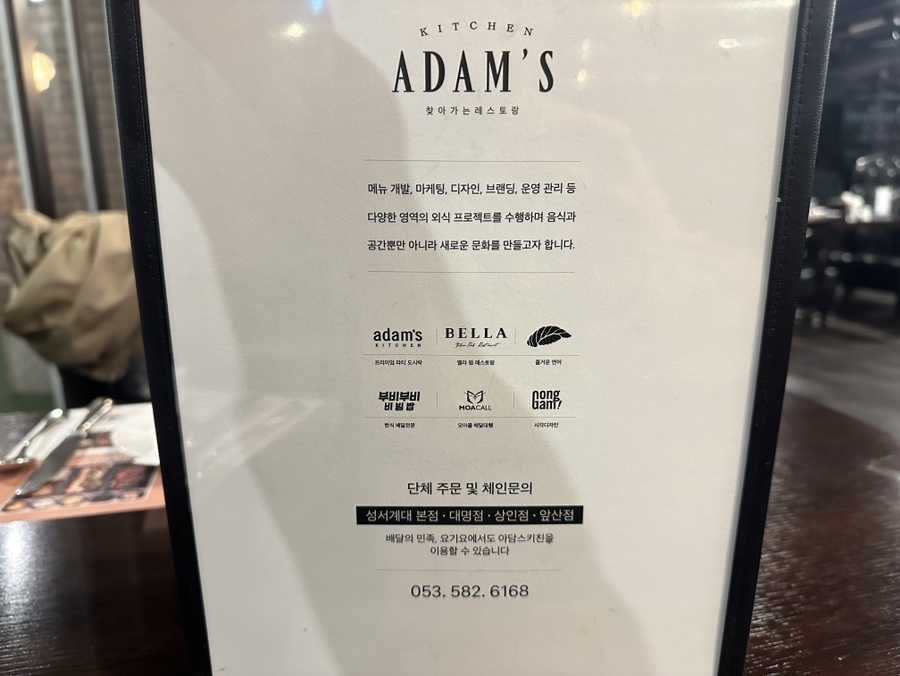 KITCHEN
ADAM'S
찾아가는레스토랑
메뉴 개발, 마케팅, 디자인, 브랜딩, 운영 관리 등
다양한 영역의 외식 프로젝트를 수행하며 음식과
공간뿐만 아니라 새로운 문화를 만들고자 합니다.
adam's
KITCHEN
BELLA
프리미엄 파티 도시락
벨라 펍 레스토랑
즐거운 연어
부비부비
비빔밥
MOACALL
Gong
Gam?
한식 배달전문
모아콜 배달대행
시각디자인
단체 주문 및 체인문의
성서계대 본점 · 대명점 · 상인점 · 앞산점
배달의 민족, 요기요에서도 아담스키친을
이용할 수 있습니다
053. 582. 6168